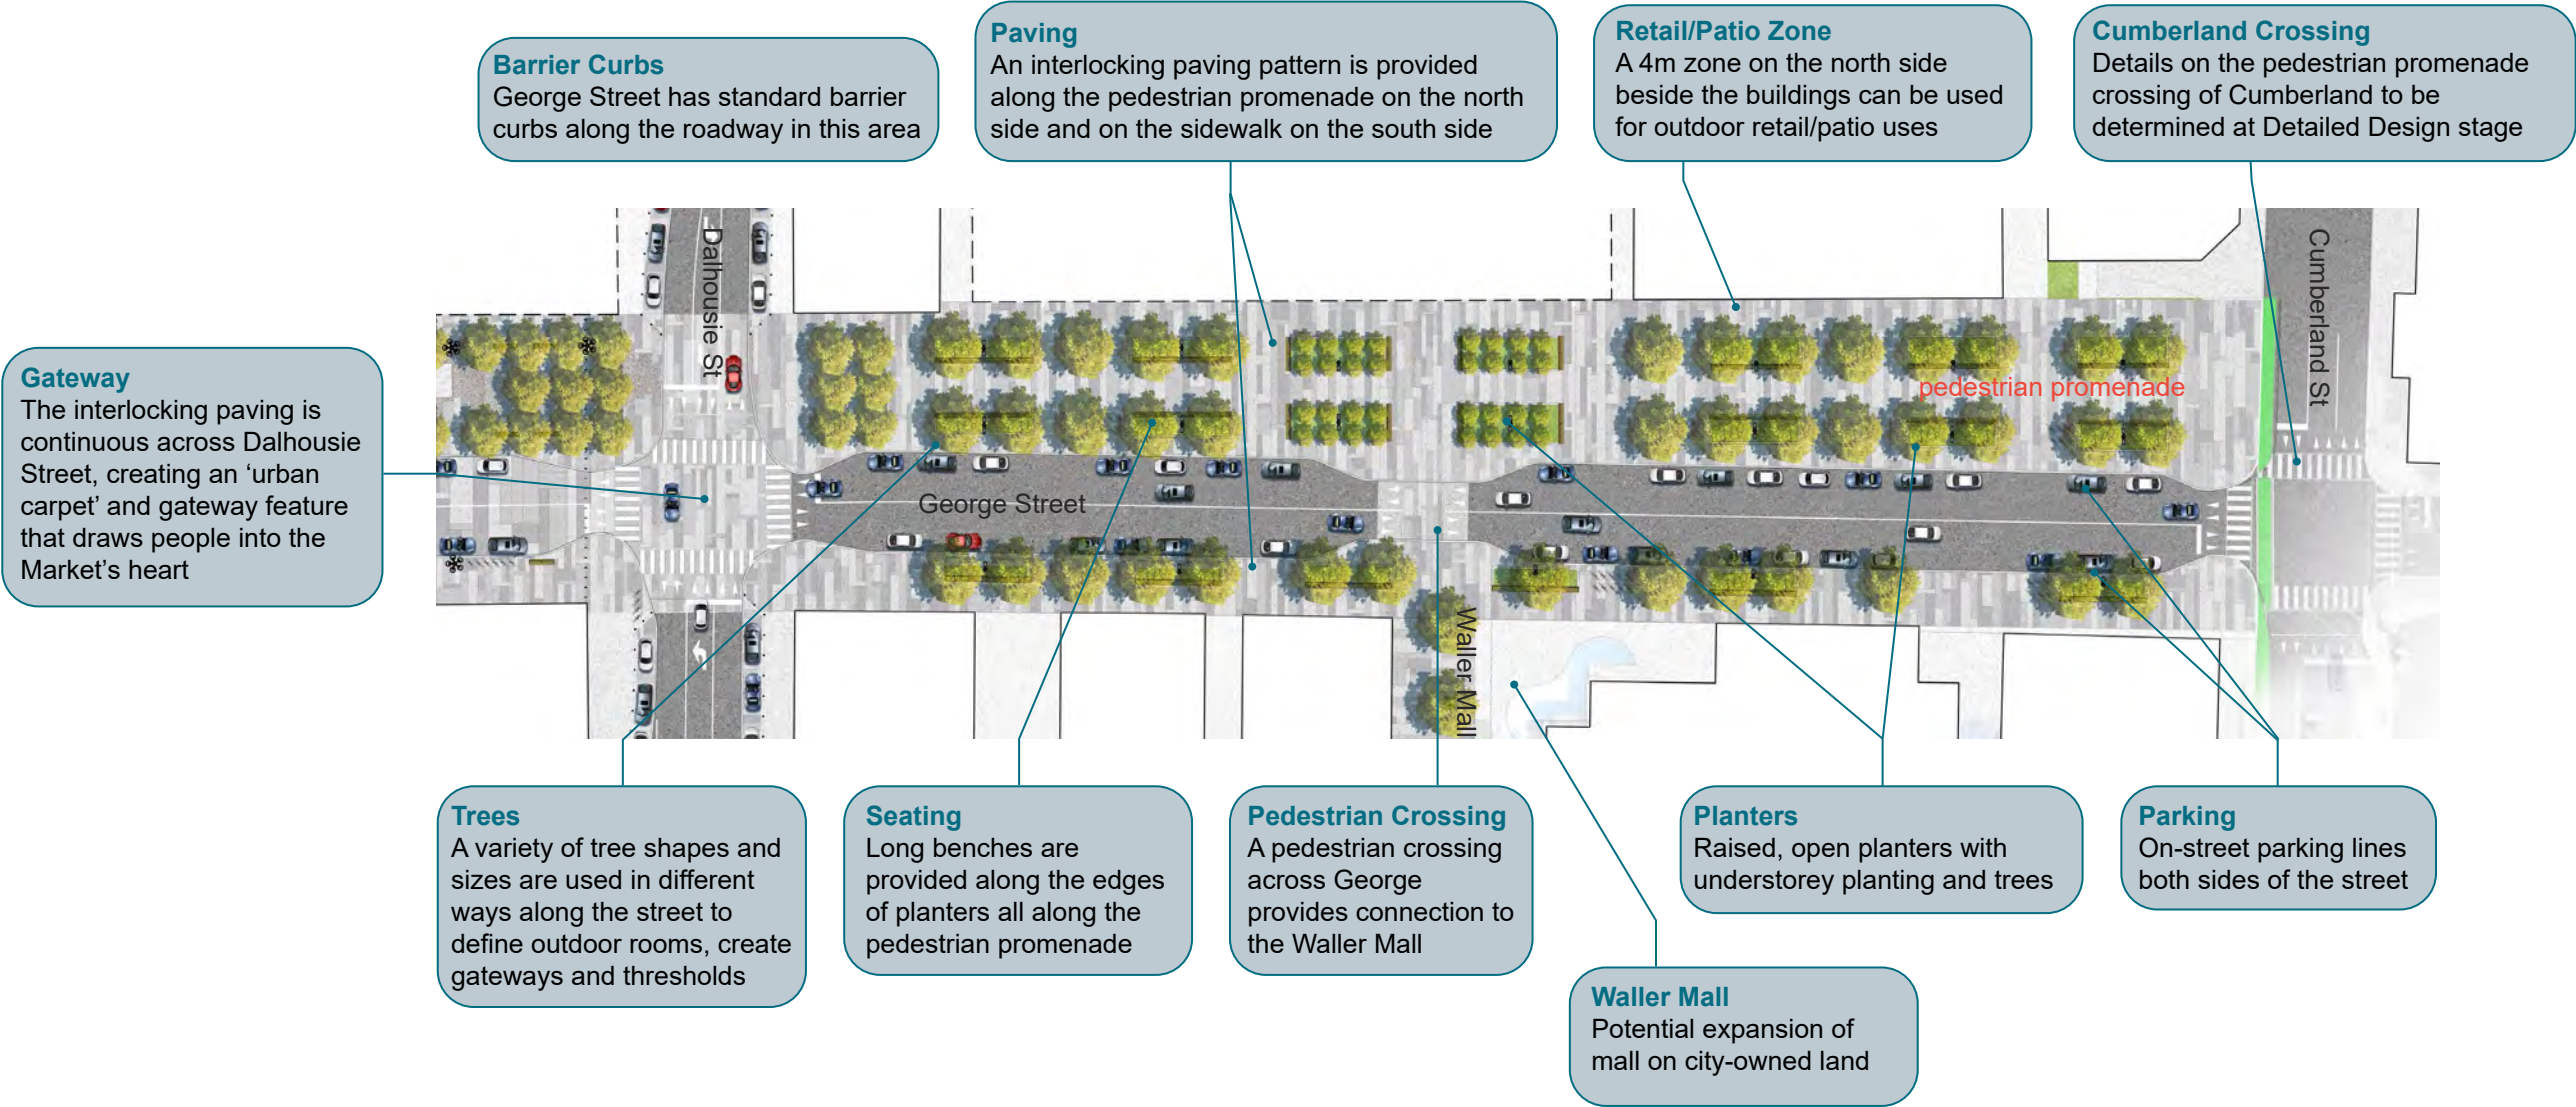 Barrier Curbs
George Street has standard barrier
curbs along the roadway in this area
Paving
An interlocking paving pattern is provided
along the pedestrian promenade on the north
side and on the sidewalk on the south side
Retail/Patio Zone
A 4m zone on the north side
beside the buildings can be used
for outdoor retail/patio uses
Cumberland Crossing
Details on the pedestrian promenade
crossing of Cumberland to be
determined at Detailed Design stage
Gateway
The interlocking paving is
continuous across Dalhousie
Street, creating an ‘urban
carpet’ and gateway feature
that draws people into the
Market’s heart
Dalhousie St
Cumberland St
pedestrian promenade
George Street
Waller Mall
Trees
A variety of tree shapes and
sizes are used in different
ways along the street to
define outdoor rooms, create
gateways and thresholds
Seating
Long benches are
provided along the edges
of planters all along the
pedestrian promenade
Pedestrian Crossing
A pedestrian crossing
across George
provides connection to
the Waller Mall
Waller Mall
Potential expansion of
mall on city-owned land
Planters
Raised, open planters with
understorey planting and trees
Parking
On-street parking lines
both sides of the street